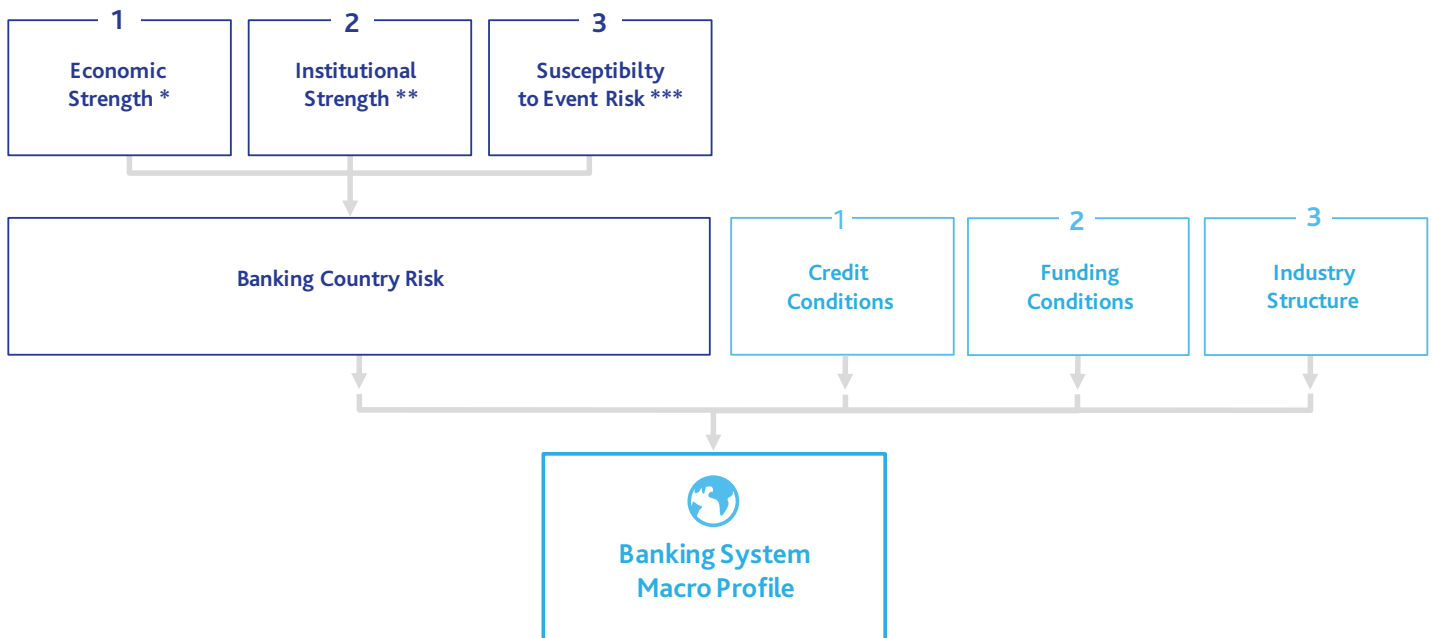 1
Economic
Strength *
2
Institutional
Strength **
3
Susceptibilty
to Event Risk ***
Banking Country Risk
1
Credit
Conditions
2
Funding
Conditions
3
Industry
Structure
Banking System
Macro Profile